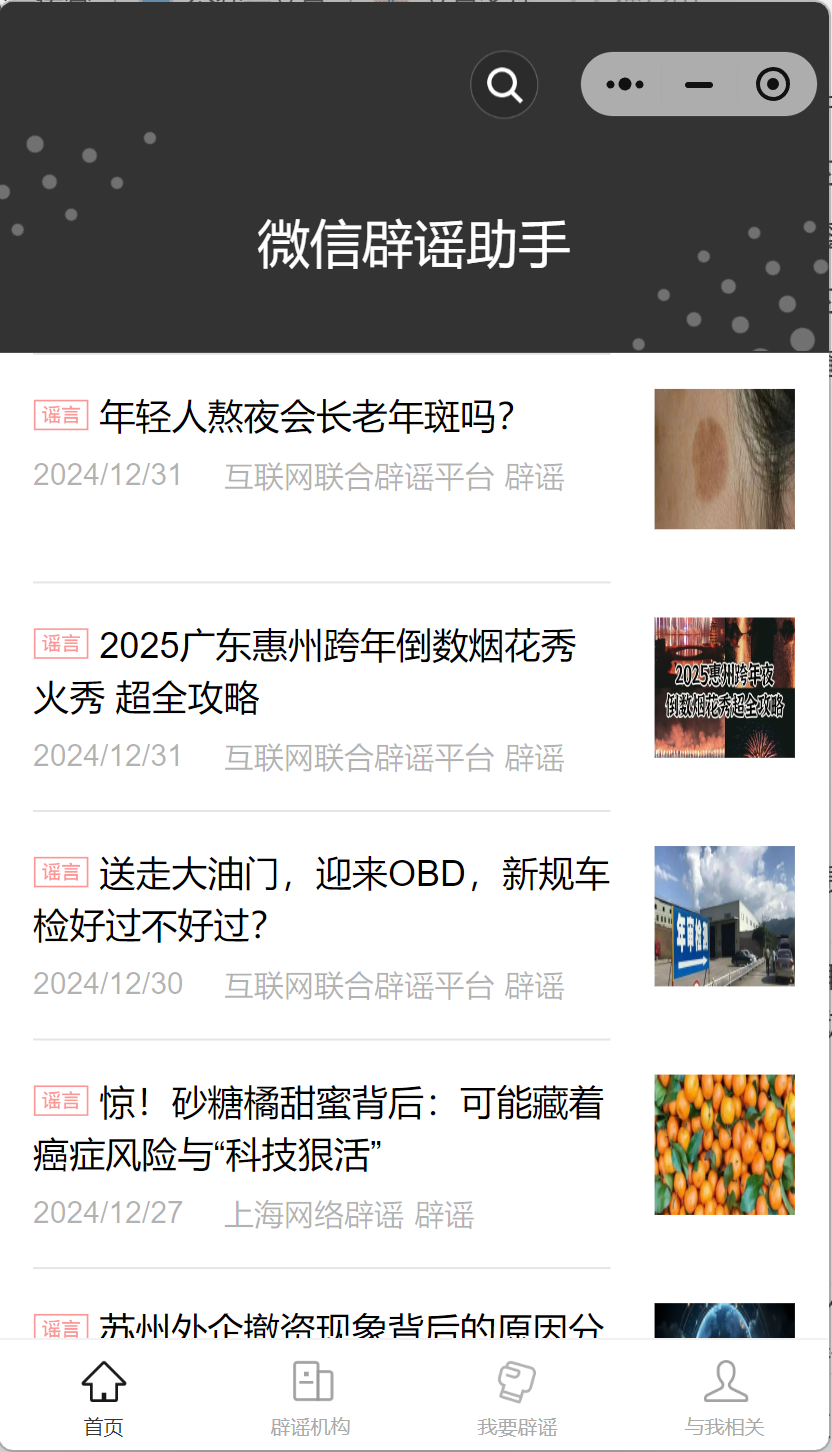 微信辟谣助手
谣言 年轻人熬夜会长老年斑吗？
2024/12/31 互联网联合辟谣平台 辟谣
谣言 2025广东惠州跨年倒数烟花秀
火秀 超全攻略
2024/12/31 互联网联合辟谣平台 辟谣
2025惠州跨年夜
倒数烟花秀超全攻略
谣言 送走大油门，迎来OBD，新规车
检好过不好过？
2024/12/30 互联网联合辟谣平台 辟谣
年审检测
谣言 惊！砂糖橘甜蜜背后：可能藏着
癌症风险与“科技狠活”
2024/12/27 上海网络辟谣 辟谣
谣言 苏州外企撤资现象背后的原因分
首页 辟谣机构 我要辟谣 与我相关